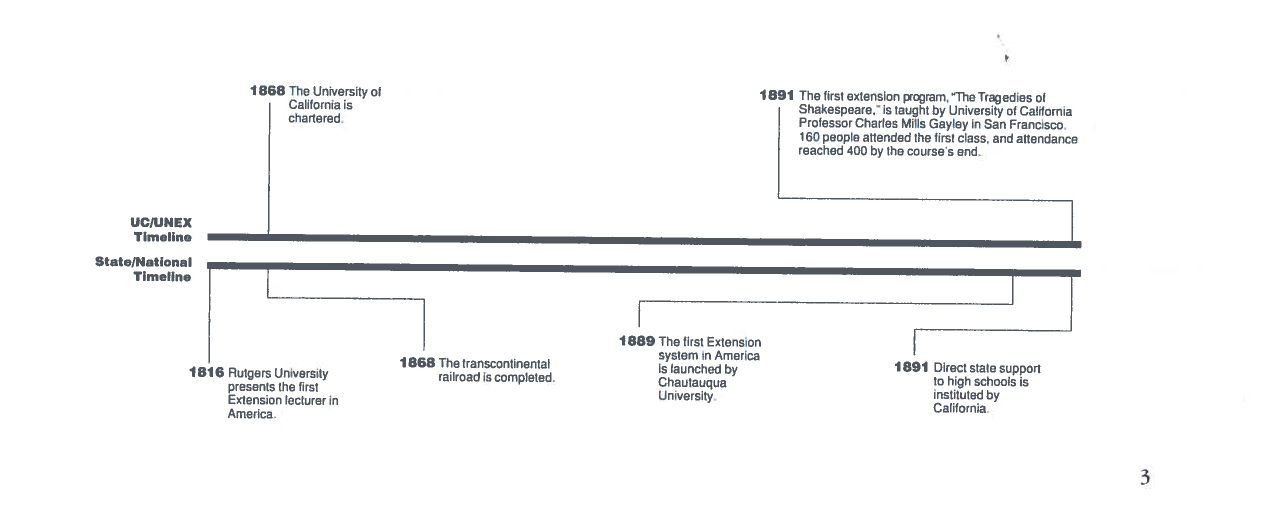 1868 The University of
California is
chartered.
1891 The first extension program, "The Tragedies of
Shakespeare," is taught by University of California
Professor Charles Mills Gayley in San Francisco.
160 people attended the first class, and attendance
reached 400 by the course's end.
UC/UNEX
Timeline
State/National
Timeline
1816 Rutgers University
presents the first
Extension lecturer in
America.
1868 The transcontinental
railroad is completed.
1889 The first Extension
system in America
is launched by
Chautauqua
University.
1891 Direct state support
to high schools is
instituted by
California.
3